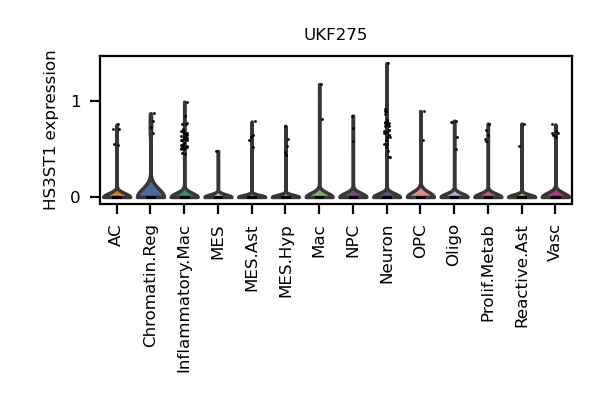 UKF275
HS3ST1 expression
1
0
AC
Chromatin.Reg
Inflammatory.Mac
MES
MES.Ast
MES.Hyp
Mac
NPC
Neuron
OPC
Oligo
Prolif.Metab
Reactive.Ast
Vasc